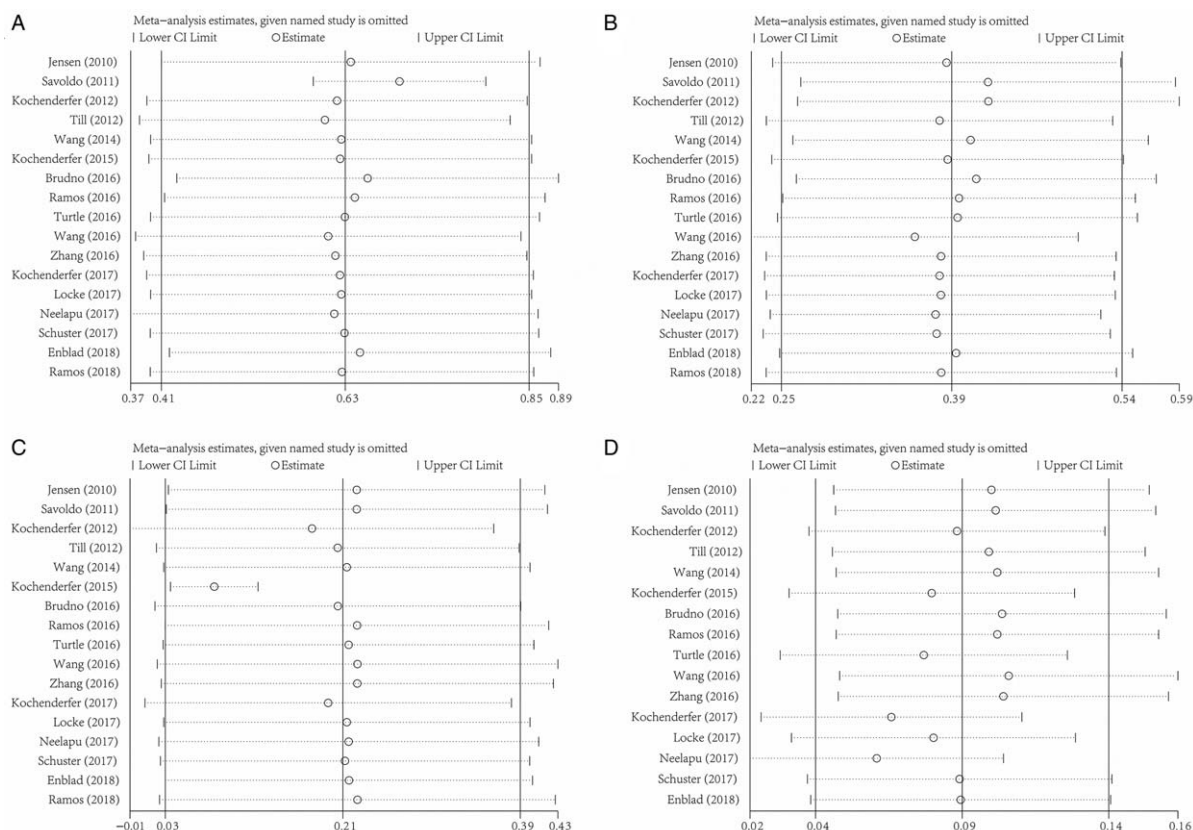 A
Meta-analysis estimates, given named study is omitted
Lower CI Limit Estimate Upper CI Limit
Jensen (2010)
Savoldo (2011)
Kochenderfer (2012)
Till (2012)
Wang (2014)
Kochenderfer (2015)
Brudno (2016)
Ramos (2016)
Turtle (2016)
Wang (2016)
Zhang (2016)
Kochenderfer (2017)
Locke (2017)
Neelapu (2017)
Schuster (2017)
Enblad (2018)
Ramos (2018)
0.37 0.41 0.63 0.85 0.89
B
Meta-analysis estimates, given named study is omitted
Lower CI Limit Estimate Upper CI Limit
Jensen (2010)
Savoldo (2011)
Kochenderfer (2012)
Till (2012)
Wang (2014)
Kochenderfer (2015)
Brudno (2016)
Ramos (2016)
Turtle (2016)
Wang (2016)
Zhang (2016)
Kochenderfer (2017)
Locke (2017)
Neelapu (2017)
Schuster (2017)
Enblad (2018)
Ramos (2018)
0.22 0.25 0.39 0.54 0.59
C
Meta-analysis estimates, given named study is omitted
Lower CI Limit Estimate Upper CI Limit
Jensen (2010)
Savoldo (2011)
Kochenderfer (2012)
Till (2012)
Wang (2014)
Kochenderfer (2015)
Brudno (2016)
Ramos (2016)
Turtle (2016)
Wang (2016)
Zhang (2016)
Kochenderfer (2017)
Locke (2017)
Neelapu (2017)
Schuster (2017)
Enblad (2018)
Ramos (2018)
-0.01 0.03 0.21 0.39 0.43
D
Meta-analysis estimates, given named study is omitted
Lower CI Limit Estimate Upper CI Limit
Jensen (2010)
Savoldo (2011)
Kochenderfer (2012)
Till (2012)
Wang (2014)
Kochenderfer (2015)
Brudno (2016)
Ramos (2016)
Turtle (2016)
Wang (2016)
Zhang (2016)
Kochenderfer (2017)
Locke (2017)
Neelapu (2017)
Schuster (2017)
Enblad (2018)
0.02 0.04 0.09 0.14 0.16